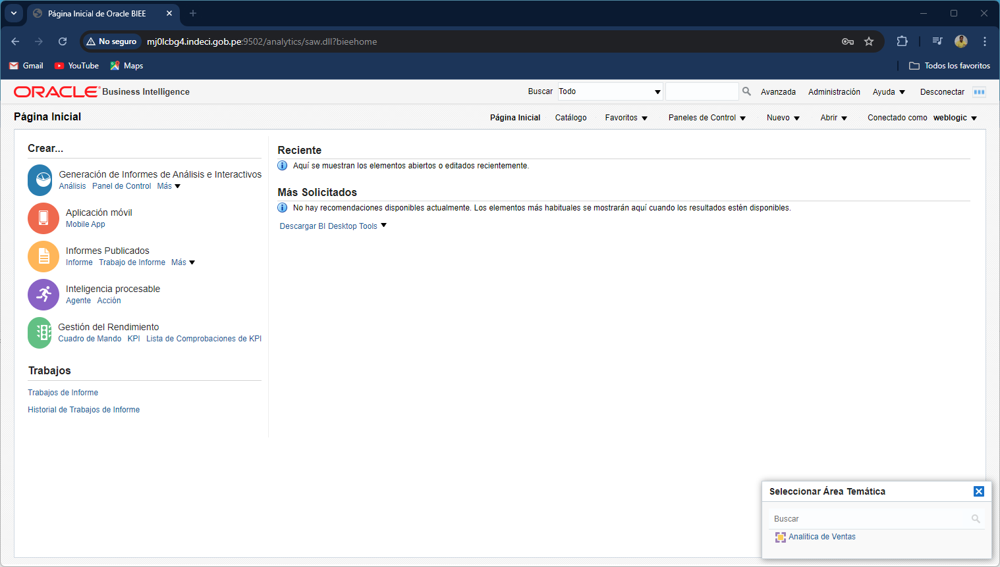 Página Inicial de Oracle BIEE
No seguro mj0lcbg4.indeci.gob.pe:9502/analytics/saw.dll?bieehome
Gmail YouTube Maps Todos los favoritos
ORACLE Business Intelligence Buscar Todo Avanzada Administración Ayuda Desconectar
Página Inicial Página Inicial Catálogo Favoritos Paneles de Control Nuevo Abrir Conectado como weblogic
Crear...
Generación de Informes de Análisis e Interactivos
Análisis Panel de Control Más
Aplicación móvil
Mobile App
Informes Publicados
Informe Trabajo de Informe Más
Inteligencia procesable
Agente Acción
Gestión del Rendimiento
Cuadro de Mando KPI Lista de Comprobaciones de KPI
Trabajos
Trabajos de Informe
Historial de Trabajos de Informe
Reciente
Aquí se muestran los elementos abiertos o editados recientemente.
Más Solicitados
No hay recomendaciones disponibles actualmente. Los elementos más habituales se mostrarán aquí cuando los resultados estén disponibles.
Descargar BI Desktop Tools
Seleccionar Área Temática
Buscar
Analitica de Ventas